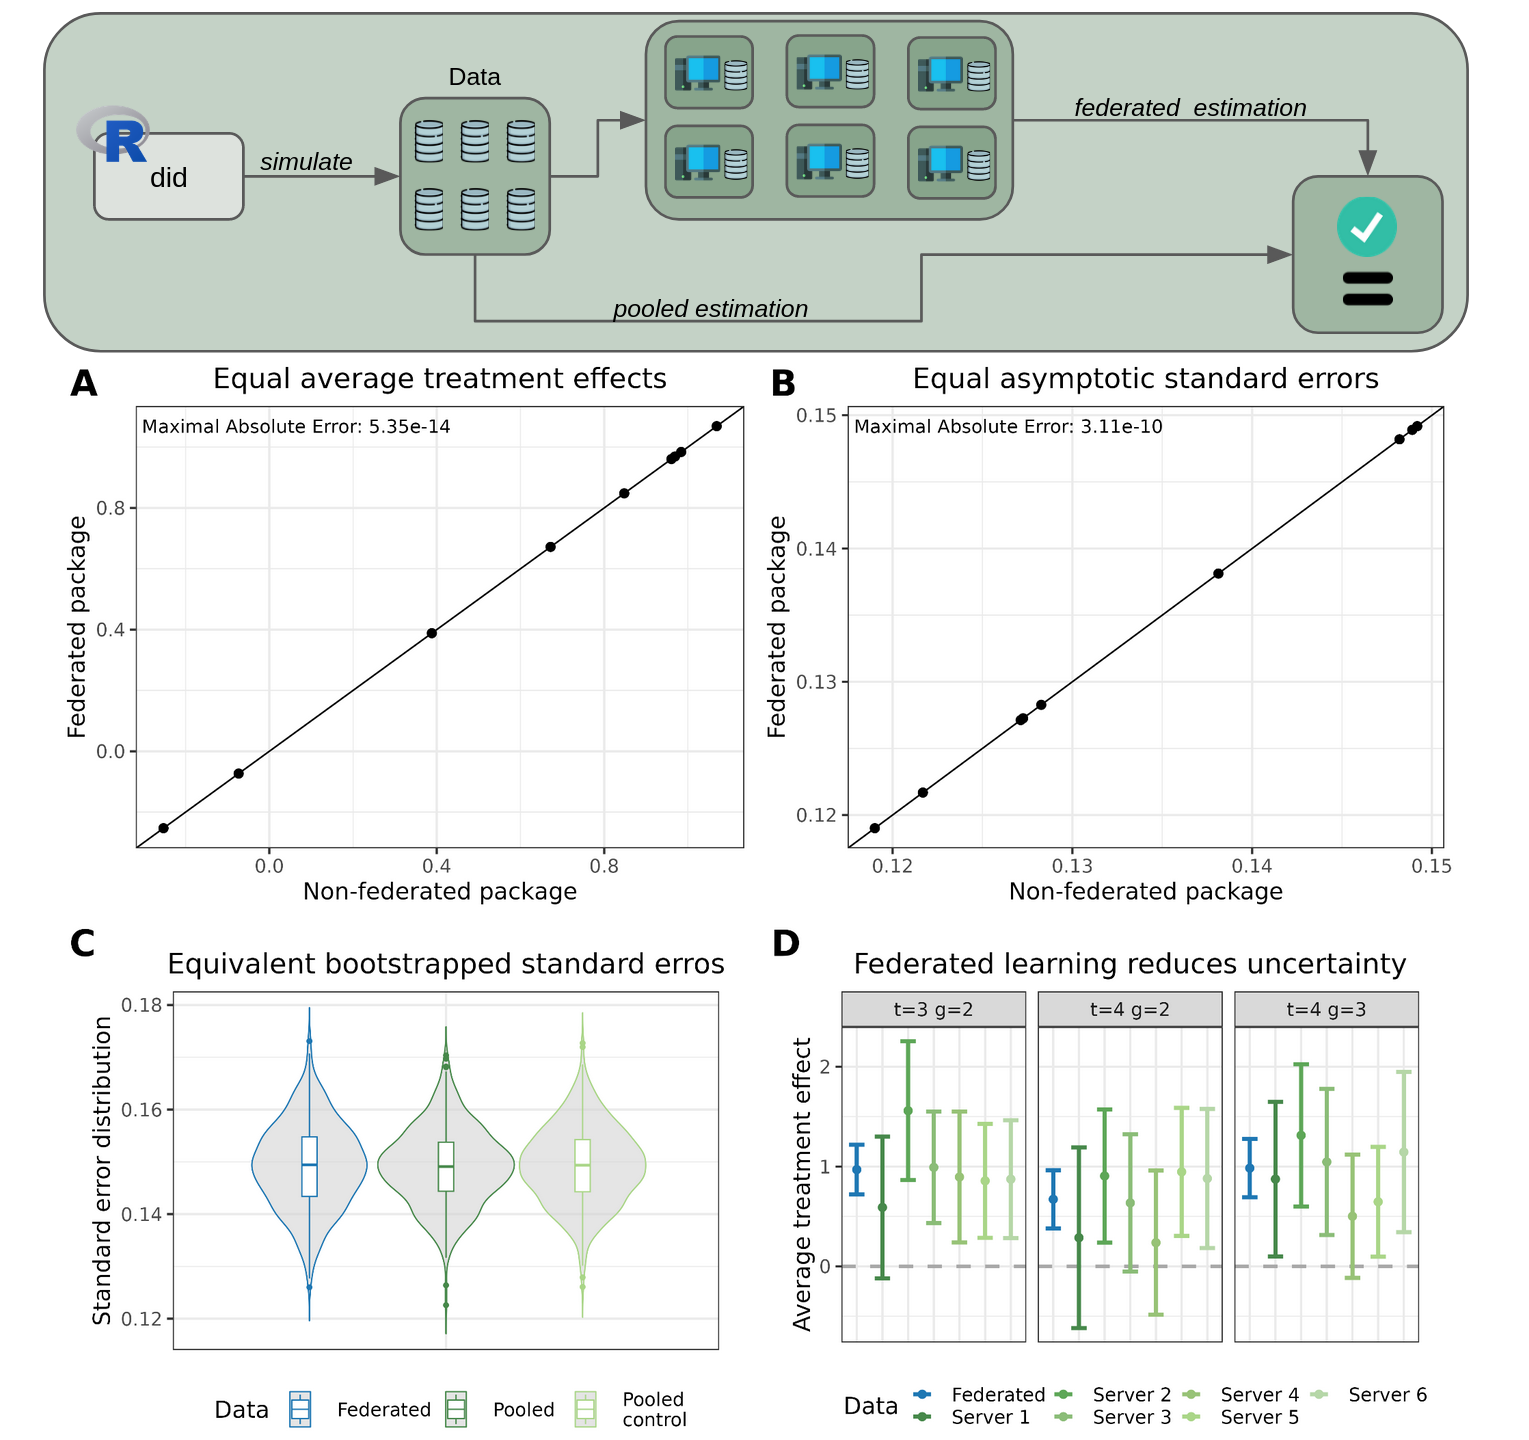 Data
R
did
simulate
federated estimation
pooled estimation
A
Equal average treatment effects
Maximal Absolute Error: 5.35e-14
Federated package
0.8
0.4
0.0
0.0
0.4
0.8
Non-federated package
B
Equal asymptotic standard errors
Maximal Absolute Error: 3.11e-10
Federated package
0.15
0.14
0.13
0.12
0.12
0.13
0.14
0.15
Non-federated package
C
Equivalent bootstrapped standard erros
Standard error distribution
0.18
0.16
0.14
0.12
Data
Federated
Pooled
Pooled
control
D
Federated learning reduces uncertainty
t=3 g=2
t=4 g=2
t=4 g=3
Average treatment effect
2
1
0
Data
Federated
Server 1
Server 2
Server 3
Server 4
Server 5
Server 6